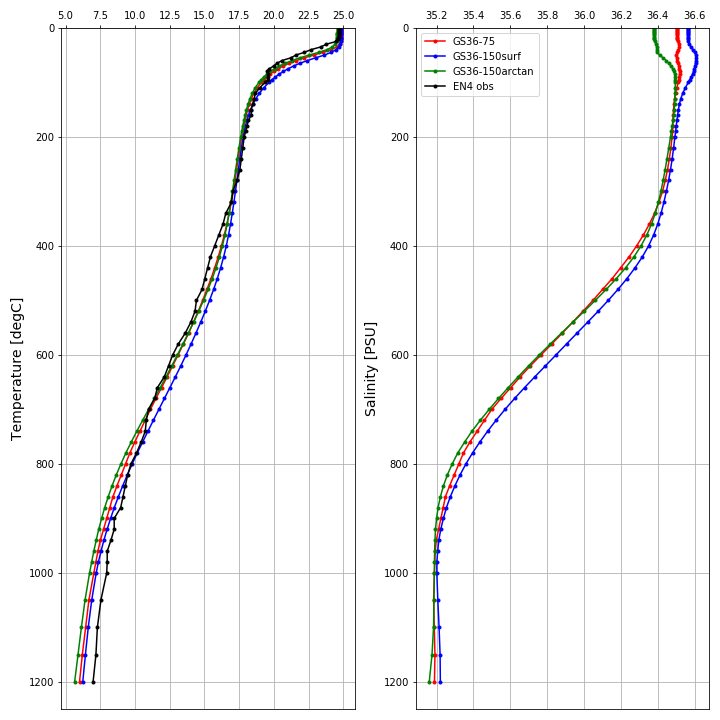 5.0 7.5 10.0 12.5 15.0 17.5 20.0 22.5 25.0
0
200
400
600
800
1000
1200
Temperature [degC]
35.2 35.4 35.6 35.8 36.0 36.2 36.4 36.6
0
200
400
600
800
1000
1200
Salinity [PSU]
GS36-75
GS36-150surf
GS36-150arctan
EN4 obs